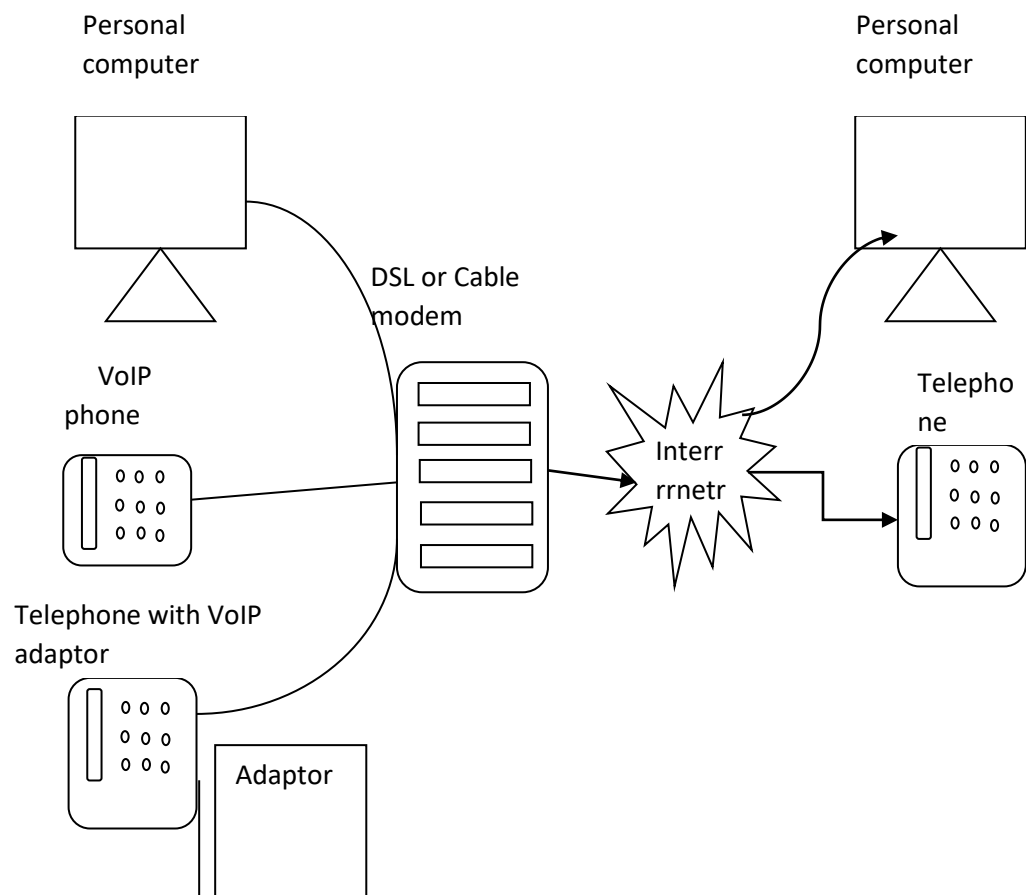 Personal
computer
Personal
computer
DSL or Cable
modem
VoIP
phone
Telepho
ne
Interr
rrnetr
Telephone with VoIP
adaptor
Adaptor